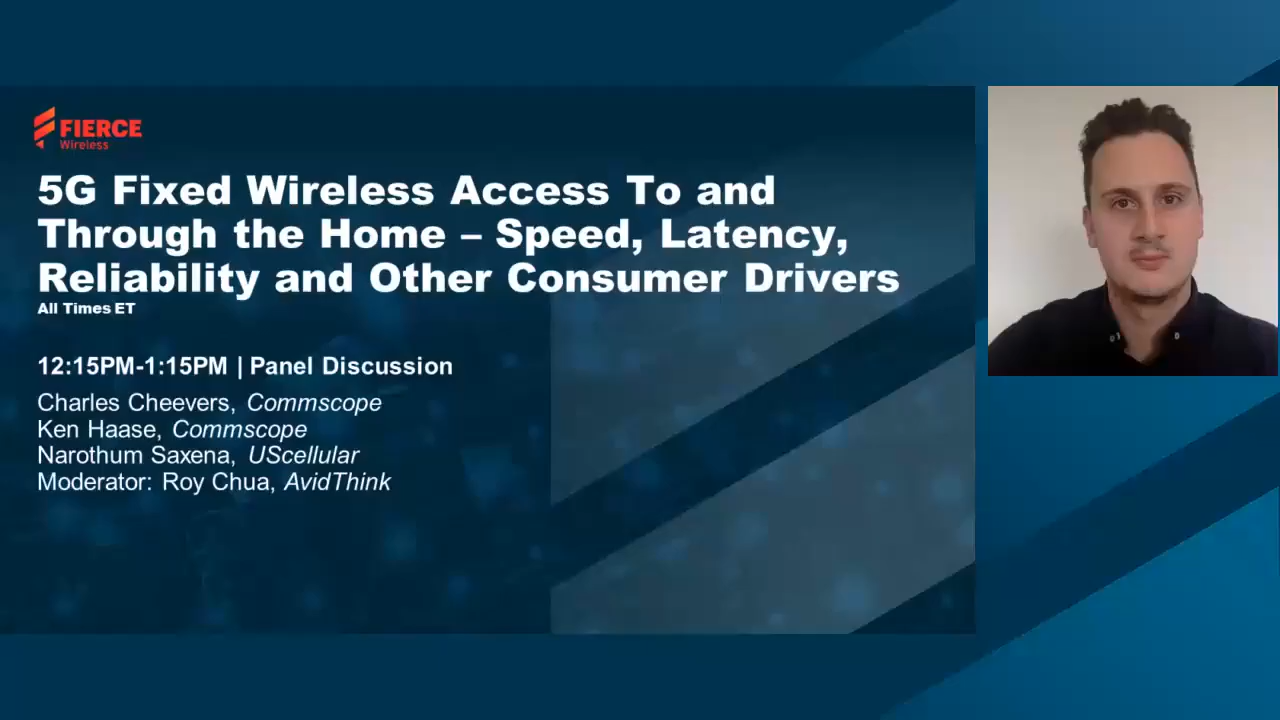 FIERCE
Wireless
5G Fixed Wireless Access To and
Through the Home – Speed, Latency,
Reliability and Other Consumer Drivers
All Times ET
12:15PM-1:15PM | Panel Discussion
Charles Cheevers, Commscope
Ken Haase, Commscope
Narothum Saxena, UScellular
Moderator: Roy Chua, AvidThink